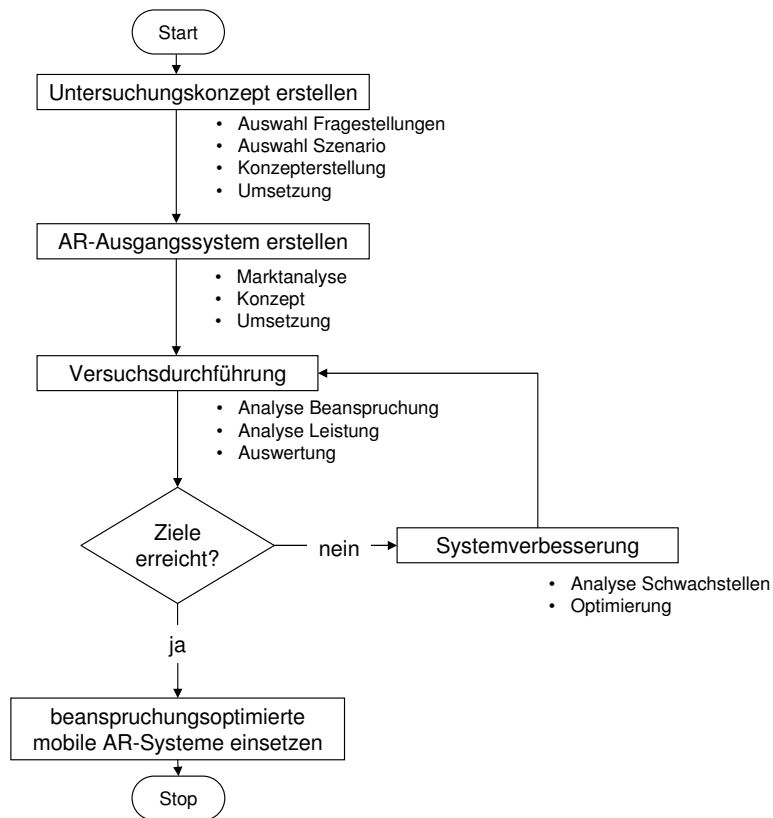 Start
Untersuchungskonzept erstellen
• Auswahl Fragestellungen
• Auswahl Szenario
• Konzepterstellung
• Umsetzung
AR-Ausgangssystem erstellen
• Marktanalyse
• Konzept
• Umsetzung
Versuchsdurchführung
• Analyse Beanspruchung
• Analyse Leistung
• Auswertung
Ziele
erreicht?
nein
Systemverbesserung
• Analyse Schwachstellen
• Optimierung
ja
beanspruchungsoptimierte
mobile AR-Systeme einsetzen
Stop